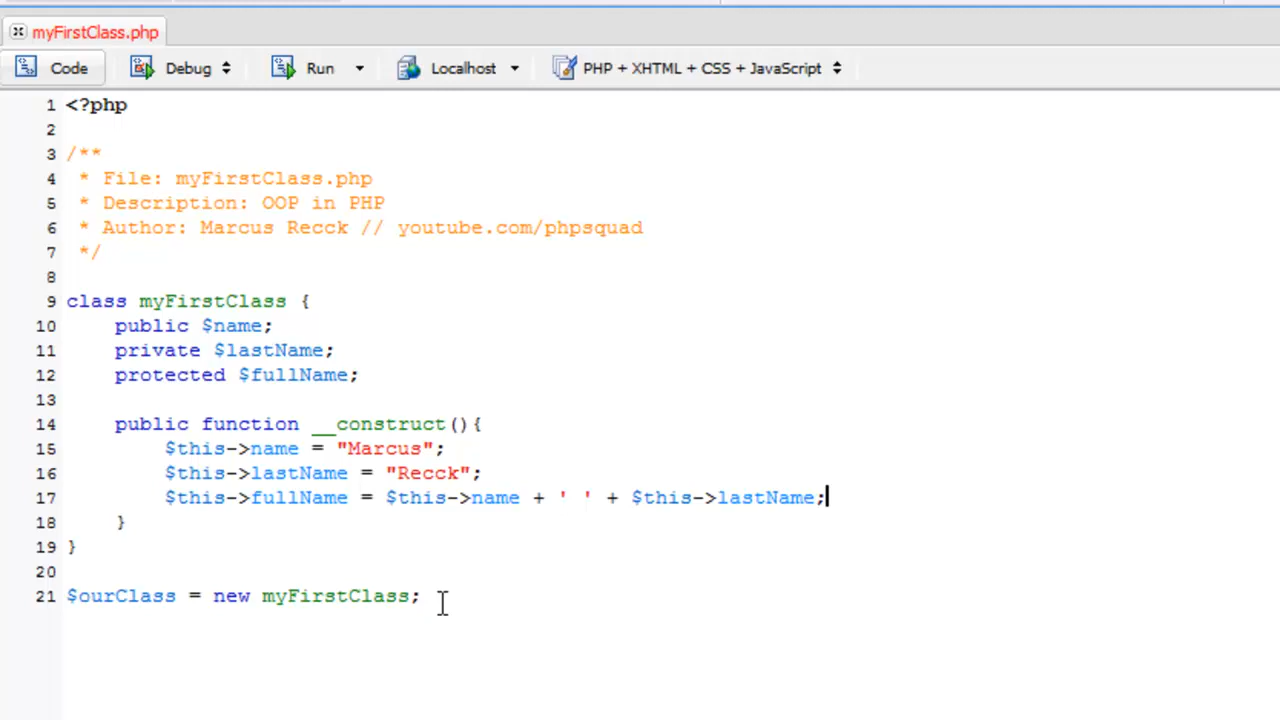 myFirstClass.php
Code Debug Run Localhost PHP + XHTML + CSS + JavaScript
1 <?php
2
3 /**
4  * File: myFirstClass.php
5  * Description: OOP in PHP
6  * Author: Marcus Recck // youtube.com/phpsquad
7  */
8
9 class myFirstClass {
10     public $name;
11     private $lastName;
12     protected $fullName;
13
14     public function __construct(){
15         $this->name = "Marcus";
16         $this->lastName = "Recck";
17         $this->fullName = $this->name + ' ' + $this->lastName;
18     }
19 }
20
21 $ourClass = new myFirstClass;